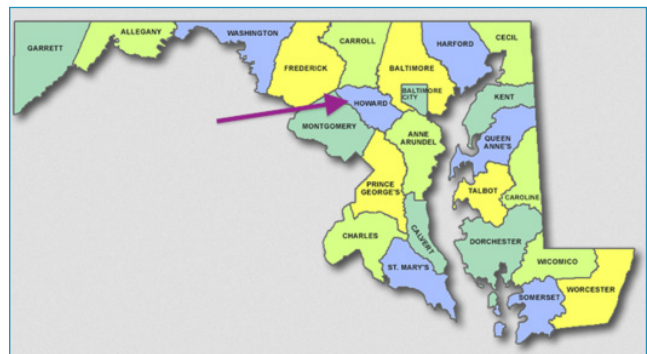 GARRETT
ALLEGANY
WASHINGTON
FREDERICK
CARROLL
BALTIMORE
HARFORD
CECIL
BALTIMORE
CITY
HOWARD
MONTGOMERY
ANNE
ARUNDEL
KENT
QUEEN
ANNE'S
PRINCE
GEORGE'S
TALBOT
CAROLINE
CHARLES
CALVERT
DORCHESTER
ST. MARY'S
WICOMICO
SOMERSET
WORCESTER